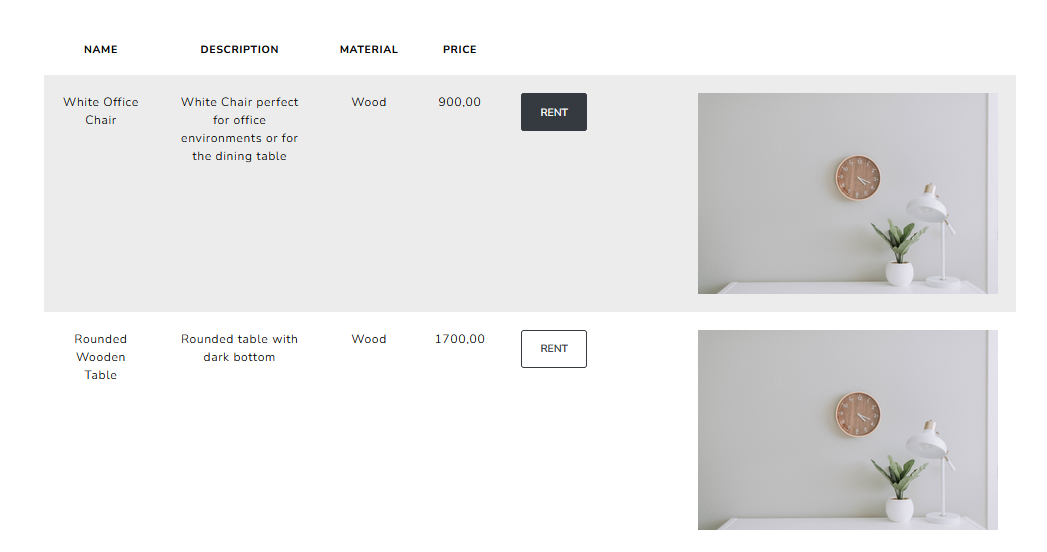 NAME DESCRIPTION MATERIAL PRICE
White Office White Chair perfect Wood 900,00 RENT
Chair for office
environments or for
the dining table
Rounded Rounded table with Wood 1700,00 RENT
Wooden dark bottom
Table